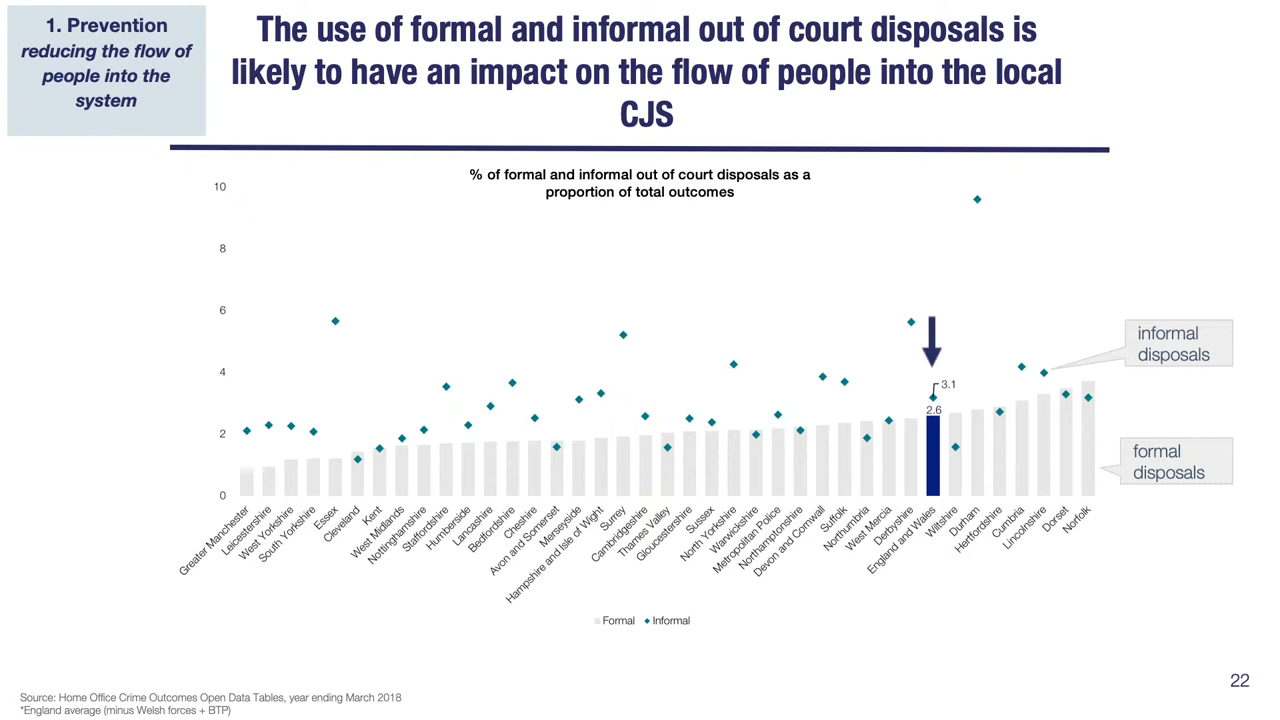 1. Prevention
reducing the flow of
people into the
system
The use of formal and informal out of court disposals is
likely to have an impact on the flow of people into the local
CJS
% of formal and informal out of court disposals as a
proportion of total outcomes
10
8
6
4
2
0
3.1
2.6
informal
disposals
formal
disposals
Greater Manchester
Leicestershire
West Yorkshire
South Yorkshire
Essex
Cleveland
Kent
West Midlands
Nottinghamshire
Staffordshire
Humberside
Lancashire
Bedfordshire
Cheshire
Avon and Somerset
Merseyside
Hampshire and Isle of Wight
Surrey
Cambridgeshire
Thames Valley
Gloucestershire
Sussex
North Yorkshire
Warwickshire
Metropolitan Police
Northamptonshire
Devon and Cornwall
Suffolk
Northumbria
West Mercia
Derbyshire
England and Wales
Wiltshire
Durham
Hertfordshire
Cumbria
Lincolnshire
Dorset
Norfolk
Formal
Informal
22
Source: Home Office Crime Outcomes Open Data Tables, year ending March 2018
*England average (minus Welsh forces + BTP)